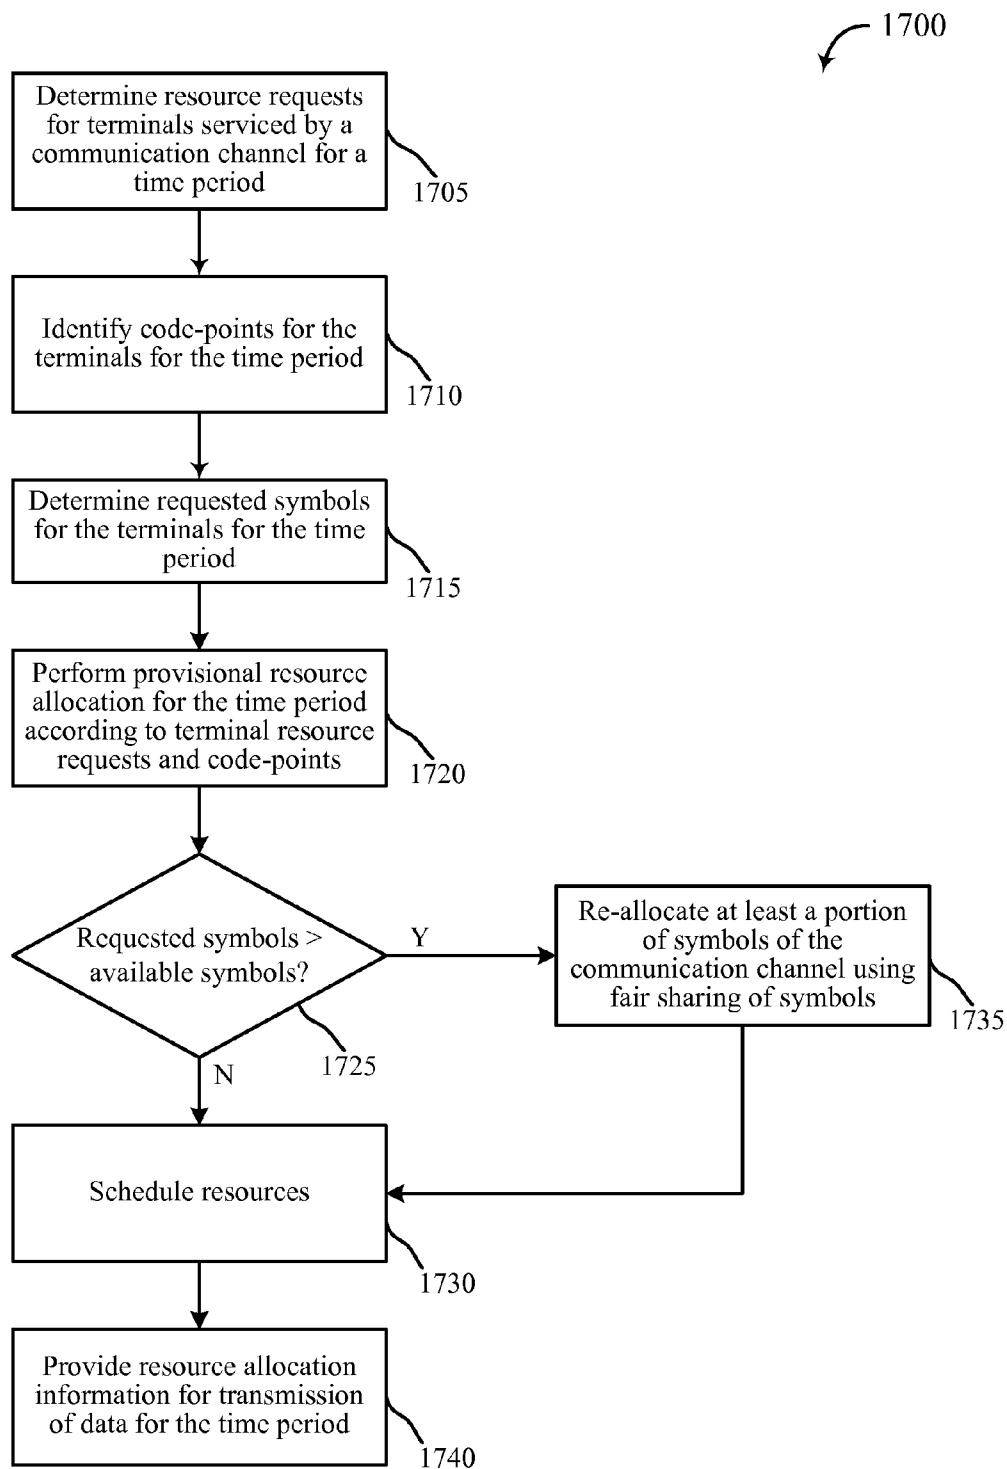 1700
Determine resource requests
for terminals serviced by a
communication channel for a
time period
1705
Identify code-points for the
terminals for the time period
1710
Determine requested symbols
for the terminals for the time
period
1715
Perform provisional resource
allocation for the time period
according to terminal resource
requests and code-points
1720
Requested symbols >
available symbols?
1725
Y
N
Re-allocate at least a portion
of symbols of the
communication channel using
fair sharing of symbols
1735
Schedule resources
1730
Provide resource allocation
information for transmission
of data for the time period
1740